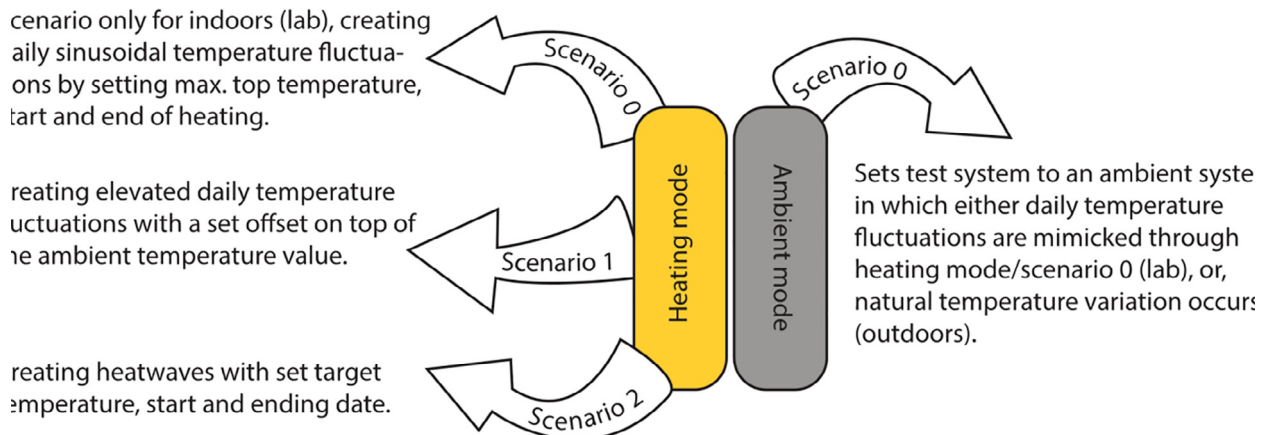 cenario only for indoors (lab), creating
aily sinusoidal temperature fluctua-
ons by setting max. top temperature,
tart and end of heating.
Scenario 0
reating elevated daily temperature
uctuations with a set offset on top of
ne ambient temperature value.
Scenario 1
reating heatwaves with set target
emperature, start and ending date.
Scenario 2
Heating mode
Ambient mode
Scenario 0
Sets test system to an ambient syste
in which either daily temperature
fluctuations are mimicked through
heating mode/scenario 0 (lab), or,
natural temperature variation occurs
(outdoors).